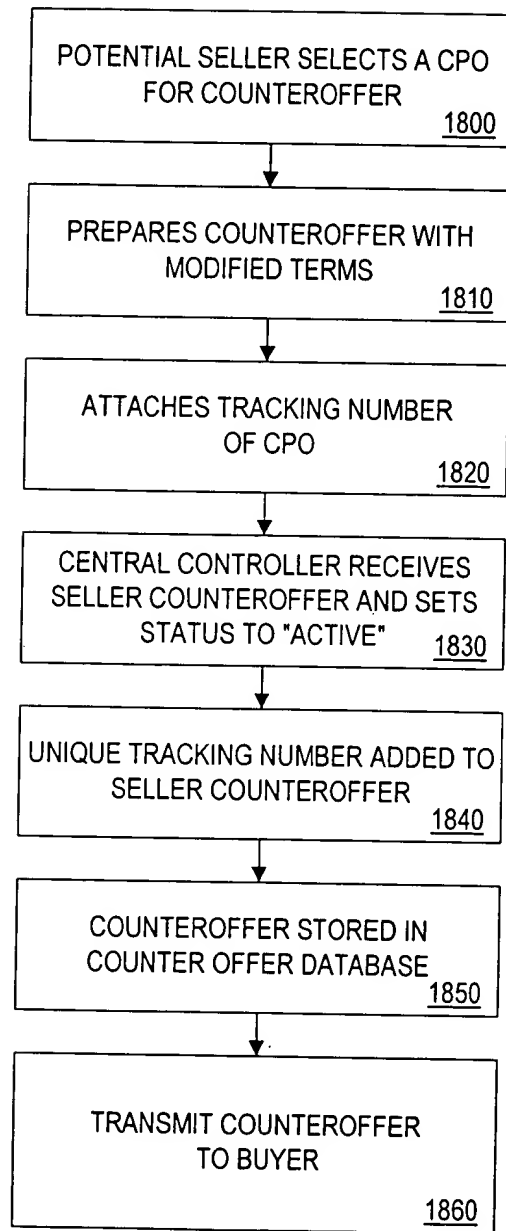 POTENTIAL SELLER SELECTS A CPO
FOR COUNTEROFFER
1800
PREPARES COUNTEROFFER WITH
MODIFIED TERMS
1810
ATTACHES TRACKING NUMBER
OF CPO
1820
CENTRAL CONTROLLER RECEIVES
SELLER COUNTEROFFER AND SETS
STATUS TO "ACTIVE"
1830
UNIQUE TRACKING NUMBER ADDED TO
SELLER COUNTEROFFER
1840
COUNTEROFFER STORED IN
COUNTER OFFER DATABASE
1850
TRANSMIT COUNTEROFFER
TO BUYER
1860